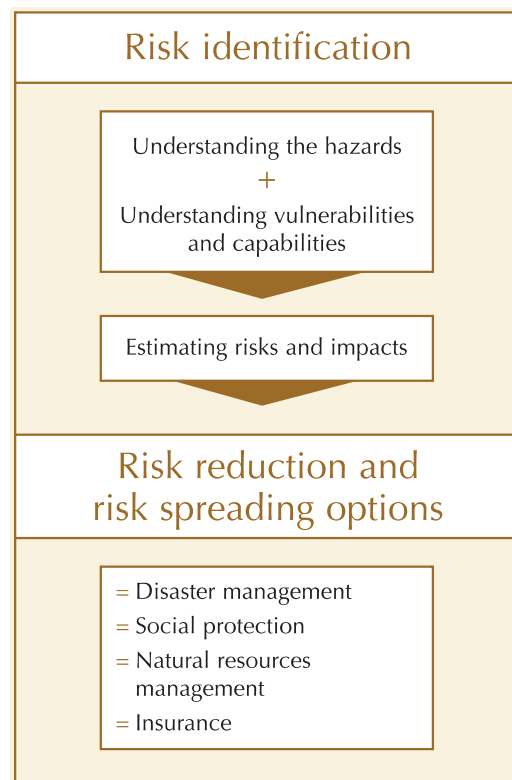 Risk identification
Understanding the hazards
+
Understanding vulnerabilities
and capabilities
Estimating risks and impacts
Risk reduction and
risk spreading options
= Disaster management
= Social protection
= Natural resources
management
= Insurance